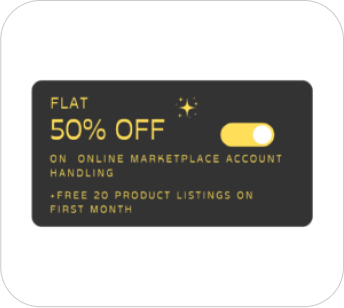 FLAT
50% OFF
ON ONLINE MARKETPLACE ACCOUNT
HANDLING
+FREE 20 PRODUCT LISTINGS ON
FIRST MONTH